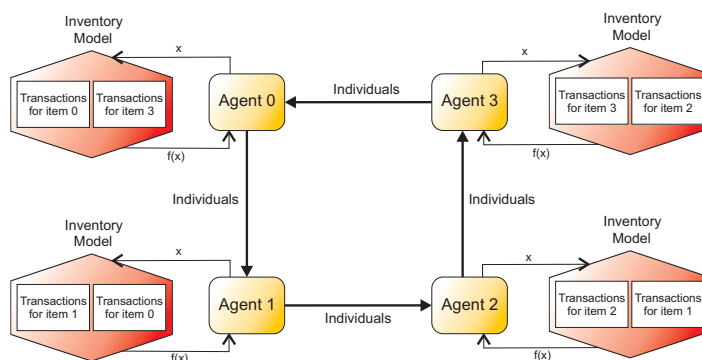 Inventory
Model
x
Transactions
for item 0
Transactions
for item 3
f(x)
Agent 0
Individuals
Agent 3
x
f(x)
Inventory
Model
Transactions
for item 3
Transactions
for item 2
Individuals
Individuals
Inventory
Model
x
Transactions
for item 1
Transactions
for item 0
f(x)
Agent 1
Individuals
Agent 2
x
f(x)
Inventory
Model
Transactions
for item 2
Transactions
for item 1